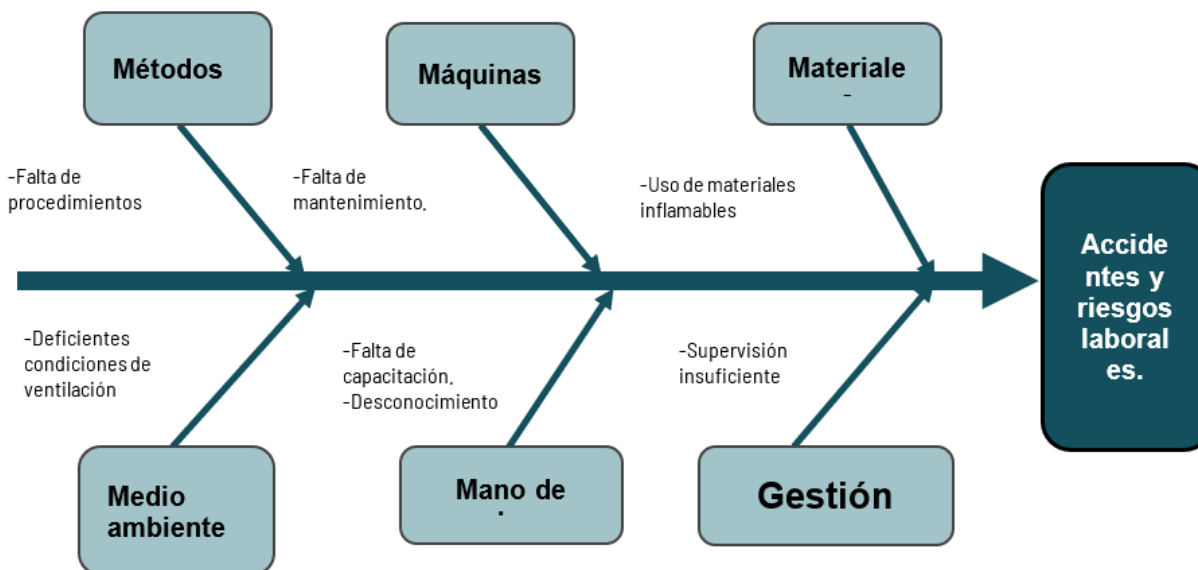 Métodos
Máquinas
Materiale
-Falta de
procedimientos
-Falta de
mantenimiento.
-Uso de materiales
inflamables
Accide
ntes y
riesgos
laboral
es.
-Deficientes
condiciones de
ventilación
-Falta de
capacitación.
-Desconocimiento
-Supervisión
insuficiente
Medio
ambiente
Mano de
Gestión